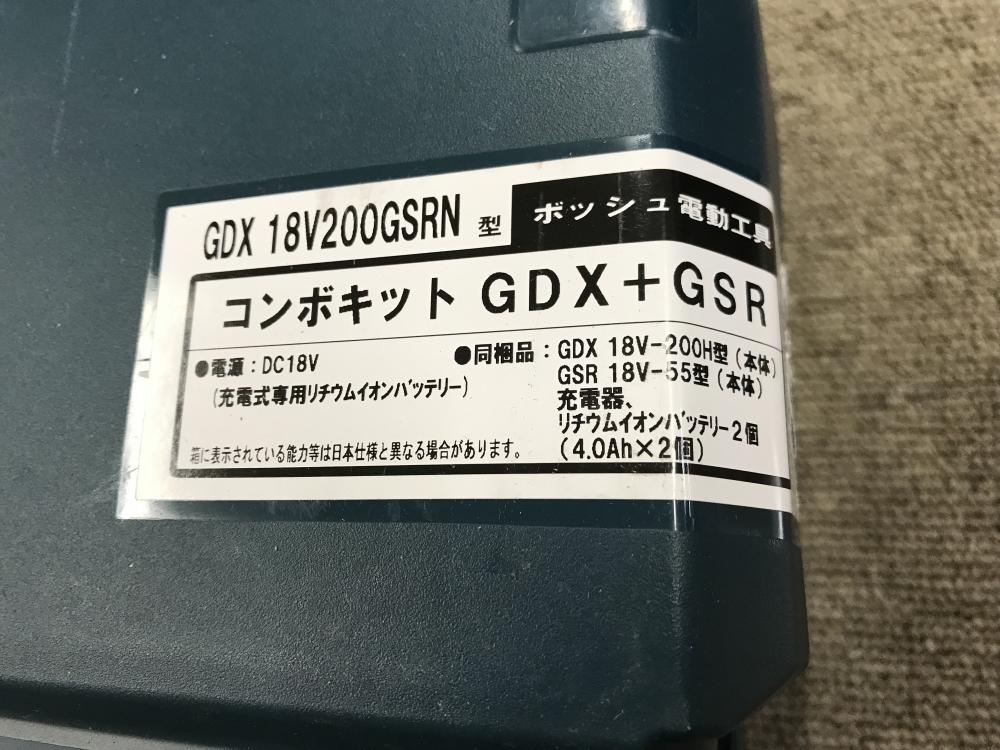 GDX 18V200GSRN 型
ボッシュ電動工具
コンボキット GDX+GSR
●電源：DC18V
(充電式専用リチウムイオンバッテリー)
●同梱品：GDX 18V-200H型(本体)
GSR 18V-55型(本体)
充電器、
リチウムイオンバッテリー2個
(4.0Ah×2個)
箱に表示されている能力等は日本仕様と異なる場合があります。